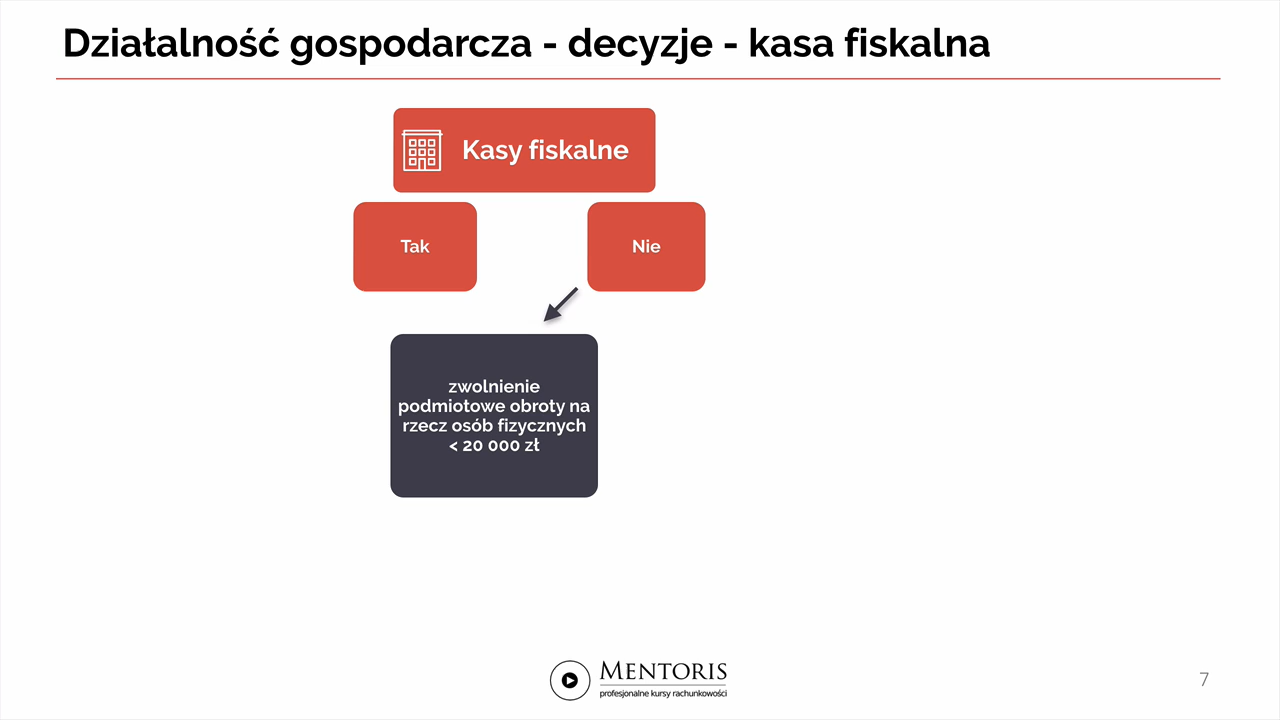 Działalność gospodarcza - decyzje - kasa fiskalna
Kasy fiskalne
Tak
Nie
zwolnienie
podmiotowe obroty na
rzecz osób fizycznych
< 20 000 zł
MENTORIS
profesjonalne kursy rachunkowości
7